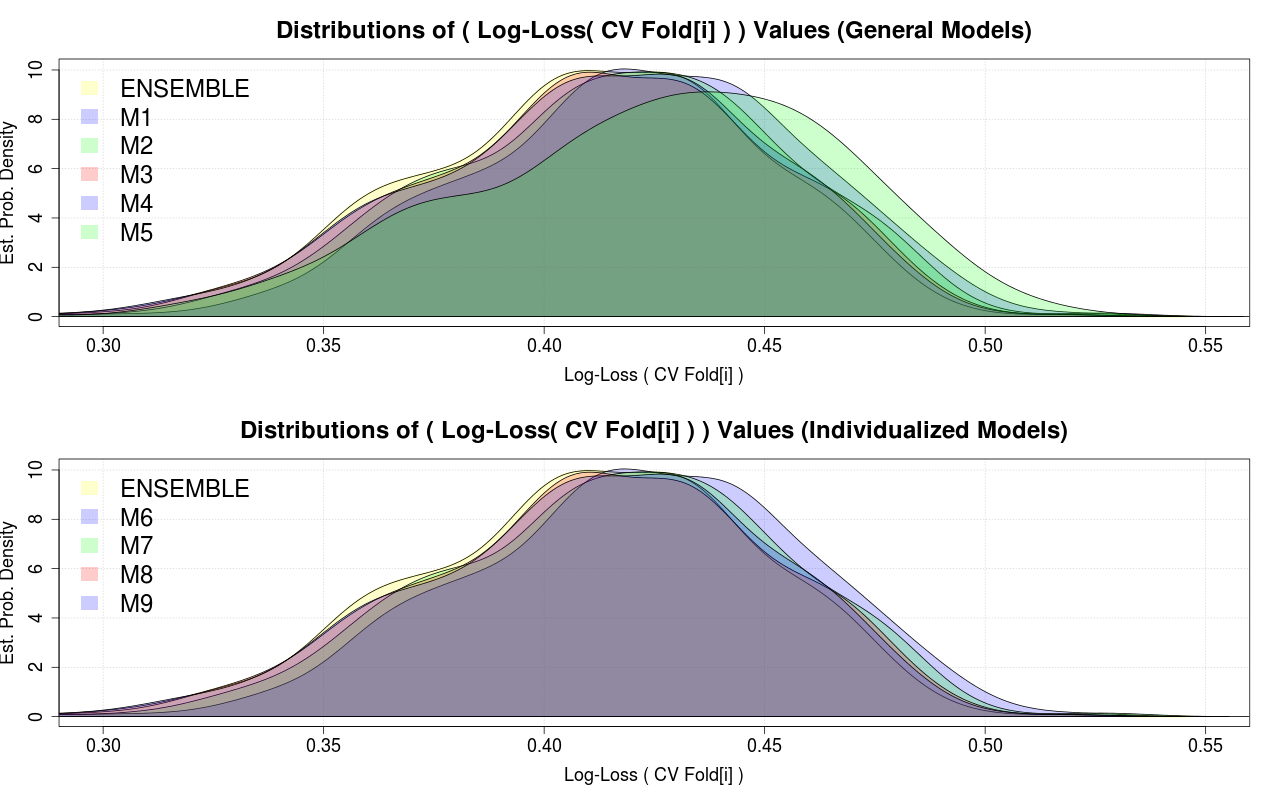 Distributions of ( Log-Loss( CV Fold[i] ) ) Values (General Models)
Est. Prob. Density
10
8
6
4
2
0
ENSEMBLE
M1
M2
M3
M4
M5
0.30 0.35 0.40 0.45 0.50 0.55
Log-Loss ( CV Fold[i] )
Distributions of ( Log-Loss( CV Fold[i] ) ) Values (Individualized Models)
Est. Prob. Density
10
8
6
4
2
0
ENSEMBLE
M6
M7
M8
M9
0.30 0.35 0.40 0.45 0.50 0.55
Log-Loss ( CV Fold[i] )